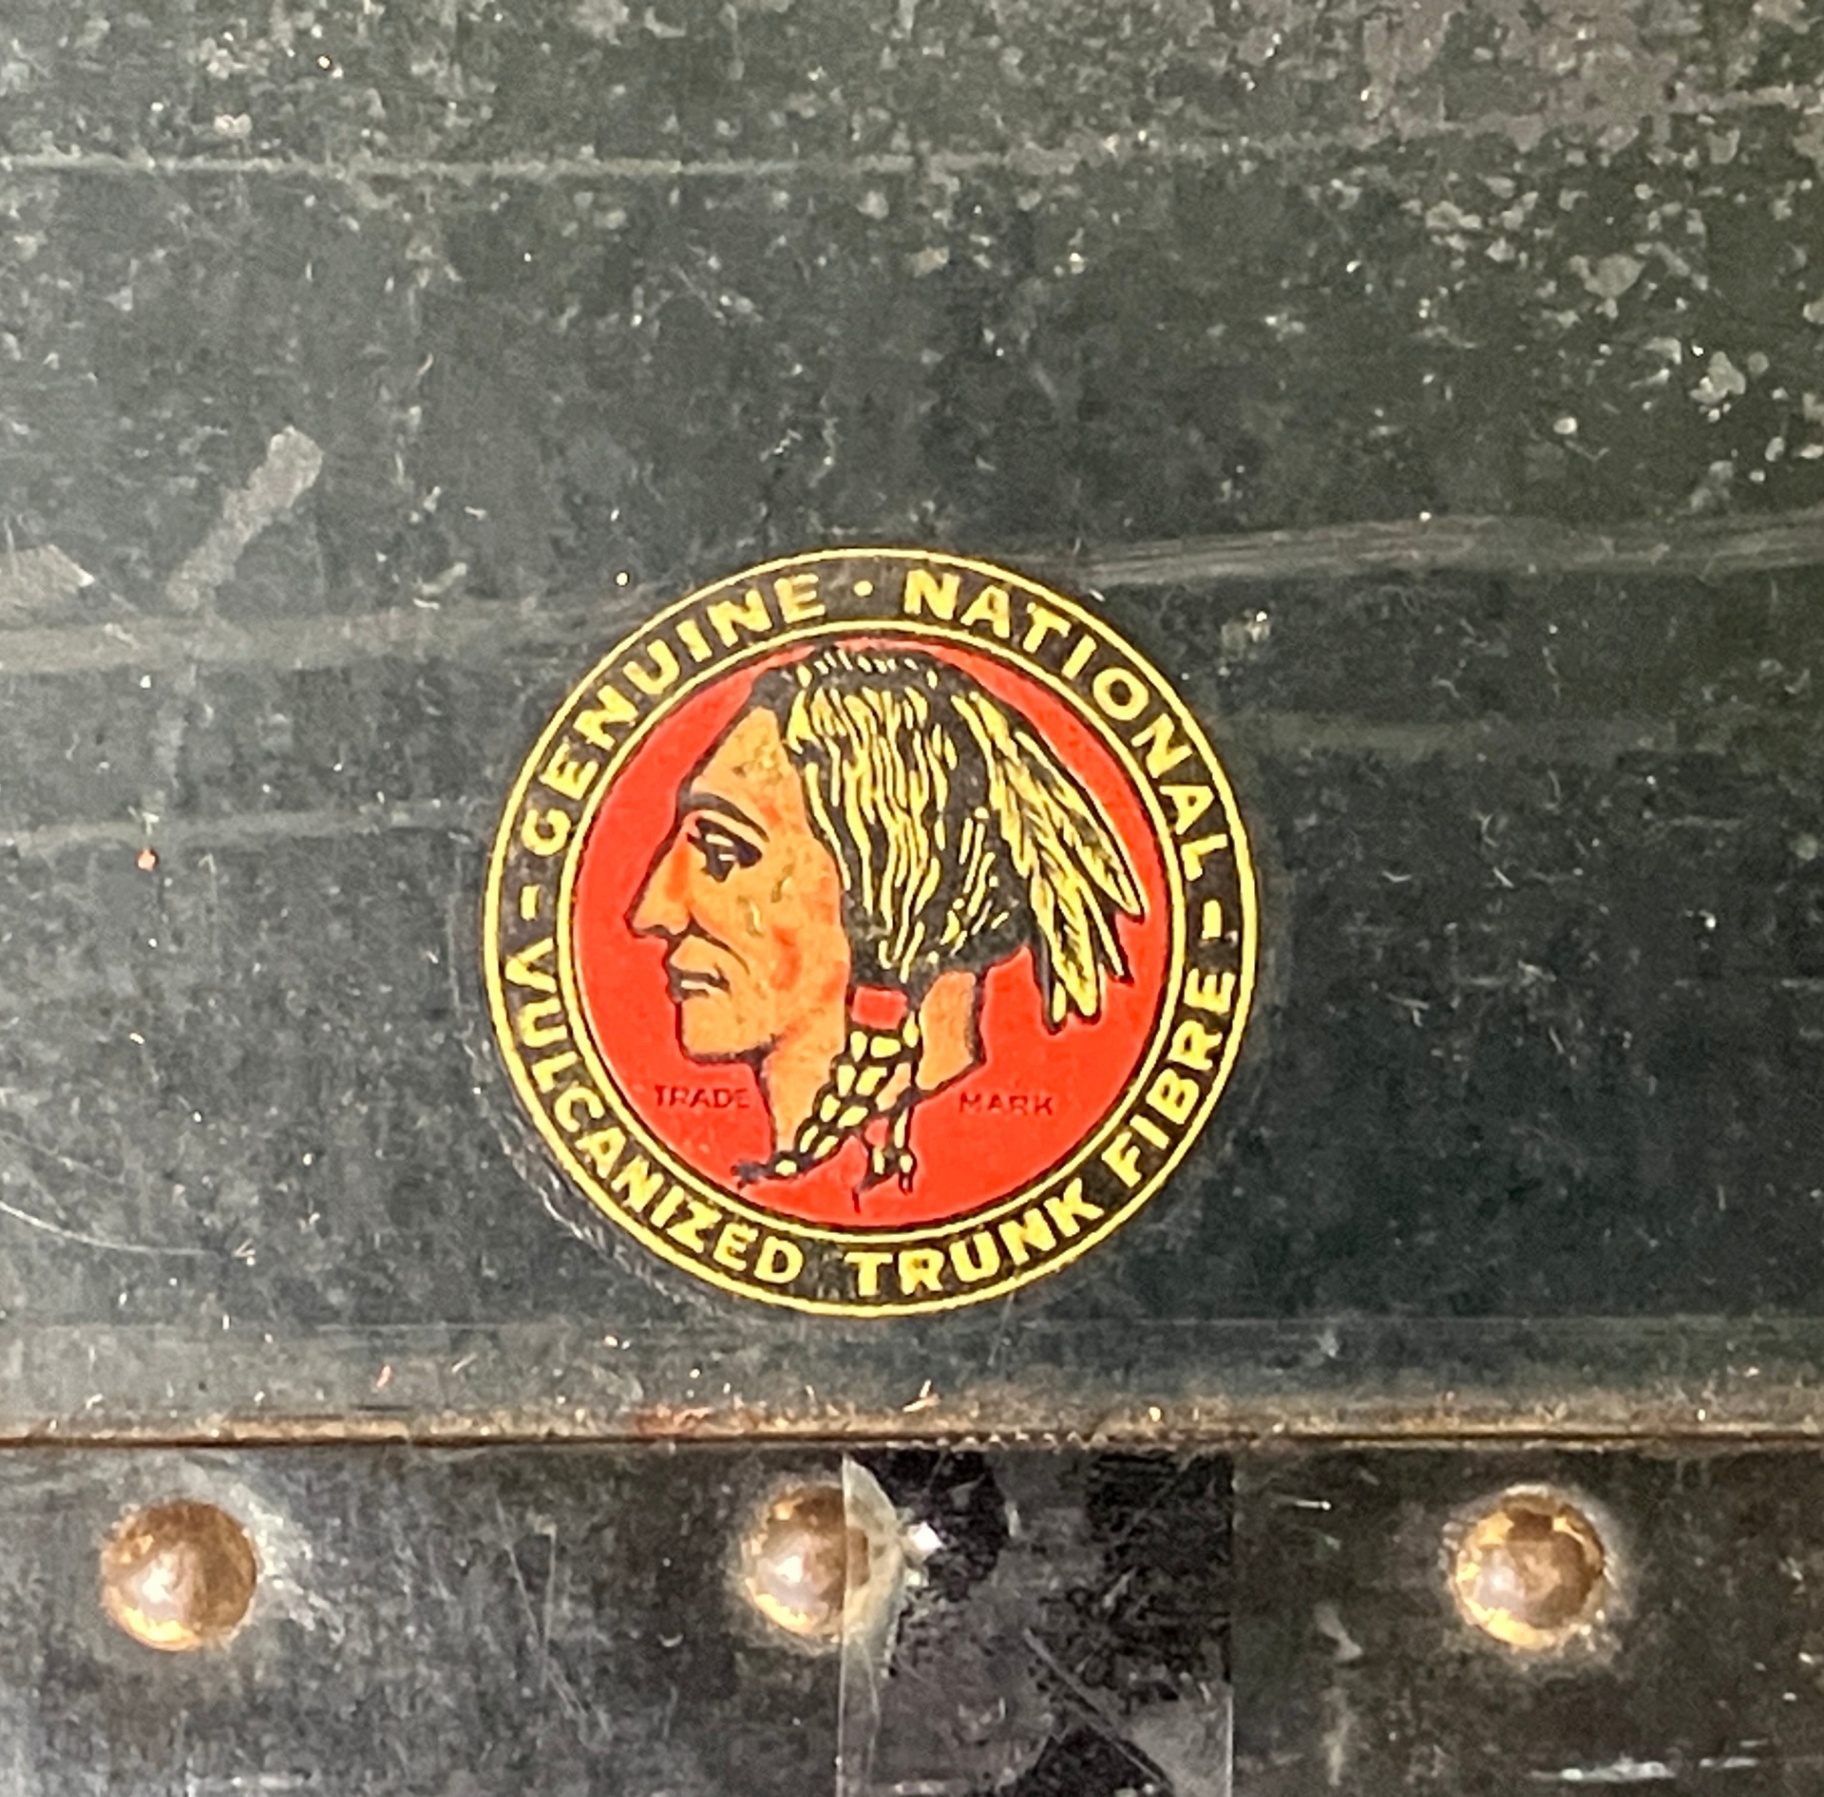 GENUINE · NATIONAL
- VULCANIZED TRUNK FIBRE -
TRADE MARK